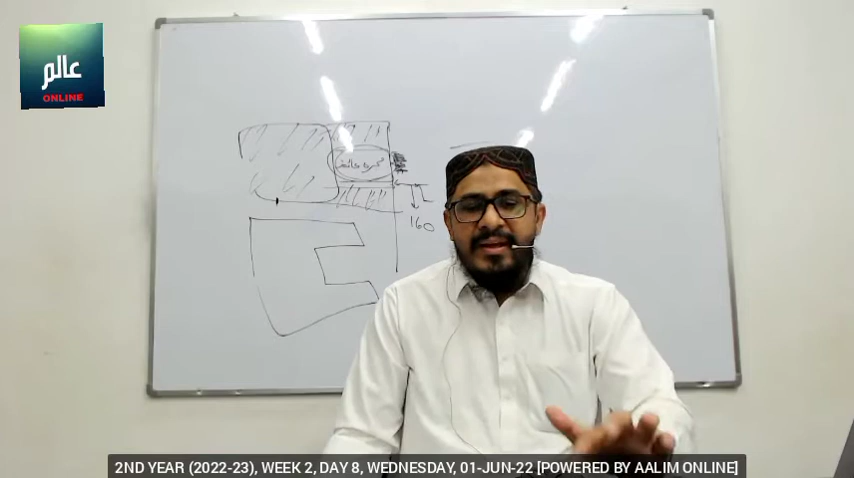 عالم
ONLINE
160
2ND YEAR (2022-23), WEEK 2, DAY 8, WEDNESDAY, 01-JUN-22 [POWERED BY AALIM ONLINE]